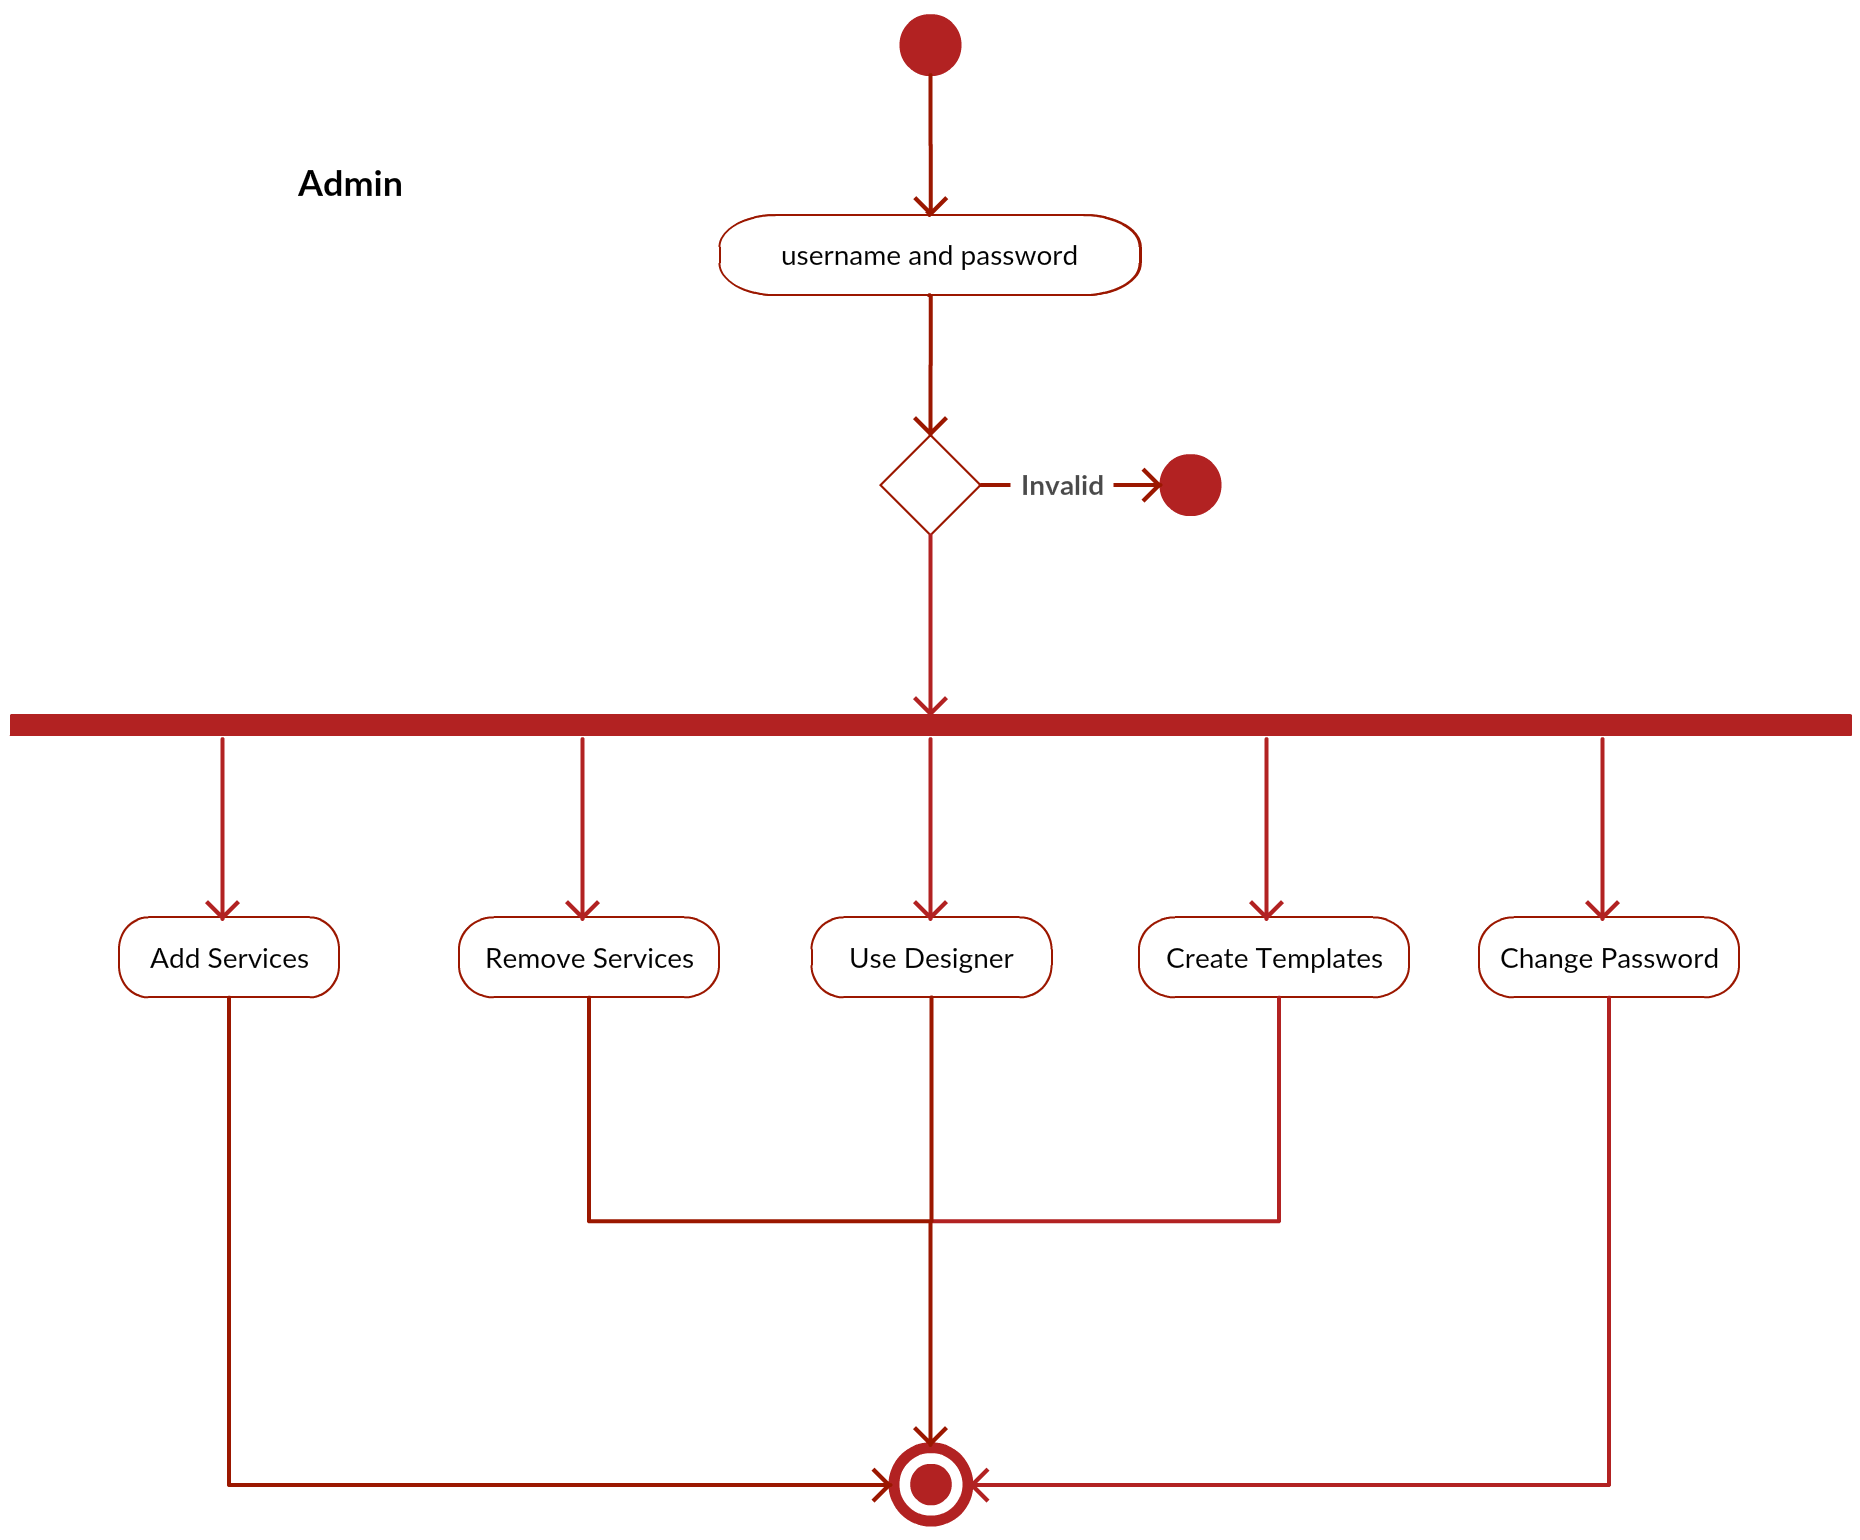 Admin
username and password
Invalid
Add Services
Remove Services
Use Designer
Create Templates
Change Password